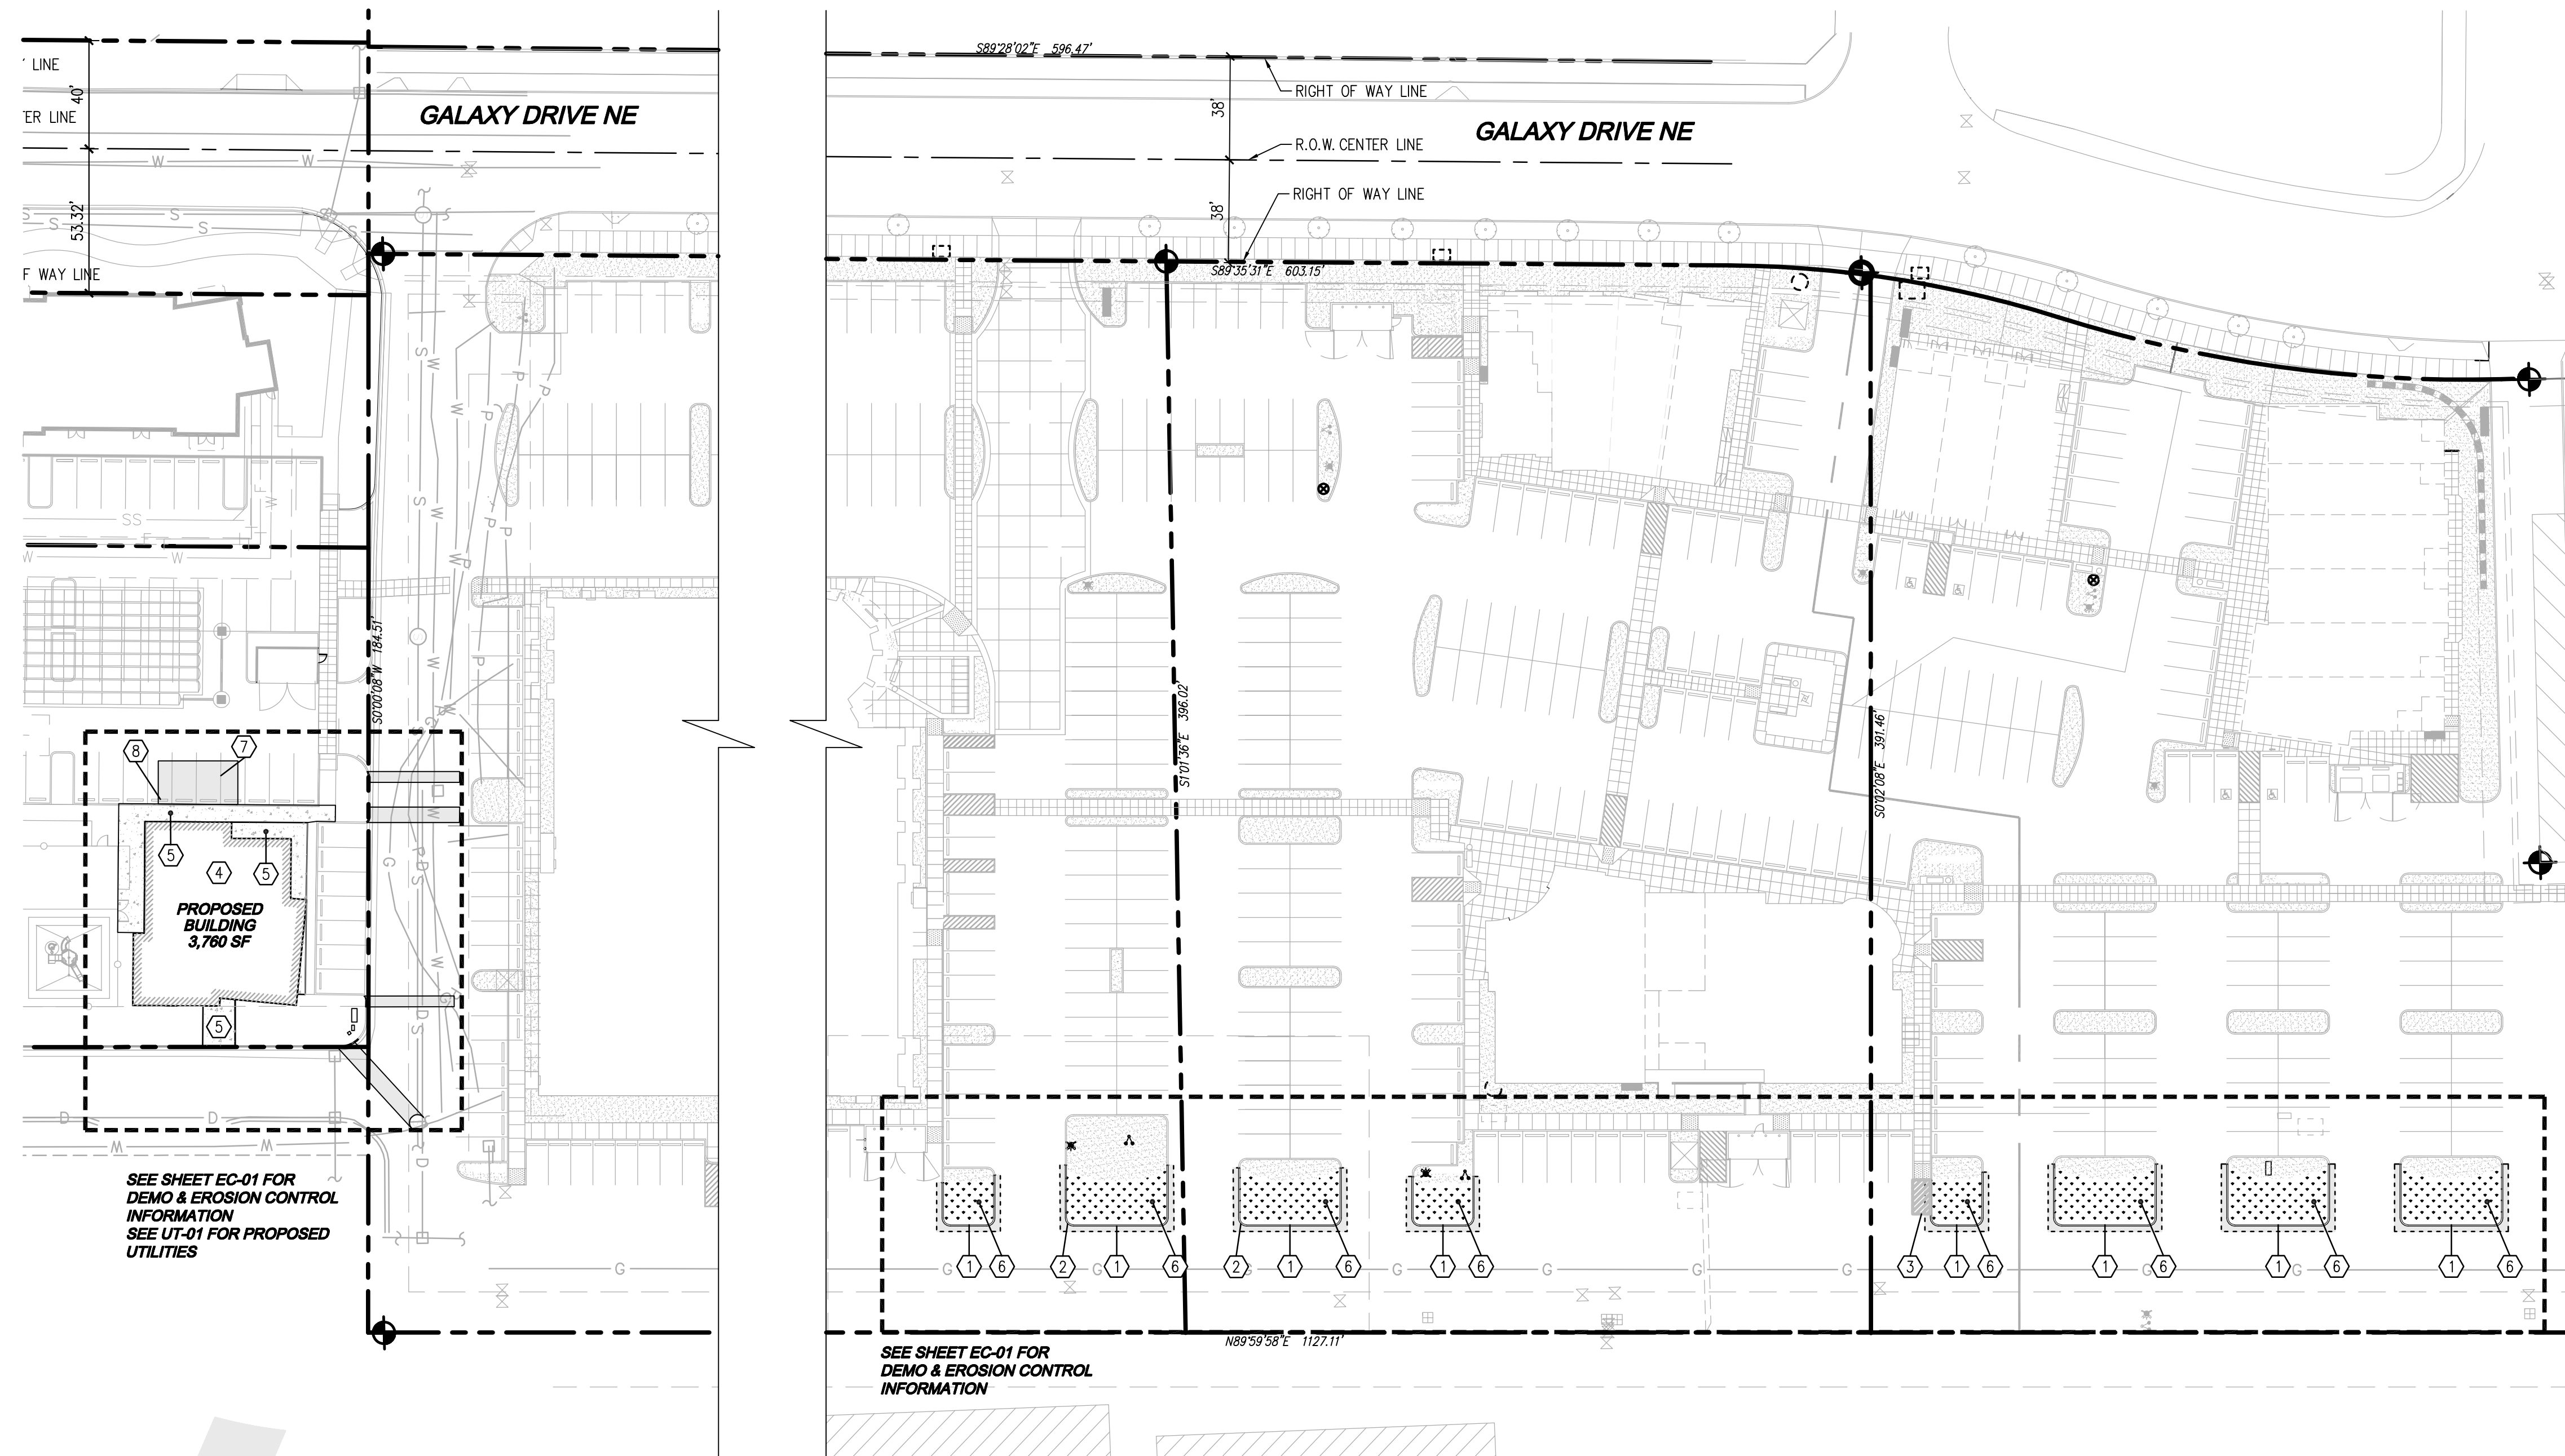 ' LINE
40'
'ER LINE
53.32'
F WAY LINE
GALAXY DRIVE NE
S89°28'02"E 596.47'
RIGHT OF WAY LINE
38'
GALAXY DRIVE NE
R.O.W. CENTER LINE
RIGHT OF WAY LINE
38'
S89°35'31"E 603.15'
W
W
S
S
S
S
S
SS
W
W
S0°00'08"W 184.51'
S1°01'36"E 396.02'
S0°02'08"E 391.46'
8
7
5
4
5
PROPOSED
BUILDING
3,760 SF
5
D
D
W
W
SEE SHEET EC-01 FOR
DEMO & EROSION CONTROL
INFORMATION
SEE UT-01 FOR PROPOSED
UTILITIES
G
G
1
6
2
G
1
6
2
1
6
G
1
6
G
G
G
3
1
6
1
G
6
1
G
6
1
6
N89°59'58"E 1127.11'
SEE SHEET EC-01 FOR
DEMO & EROSION CONTROL
INFORMATION